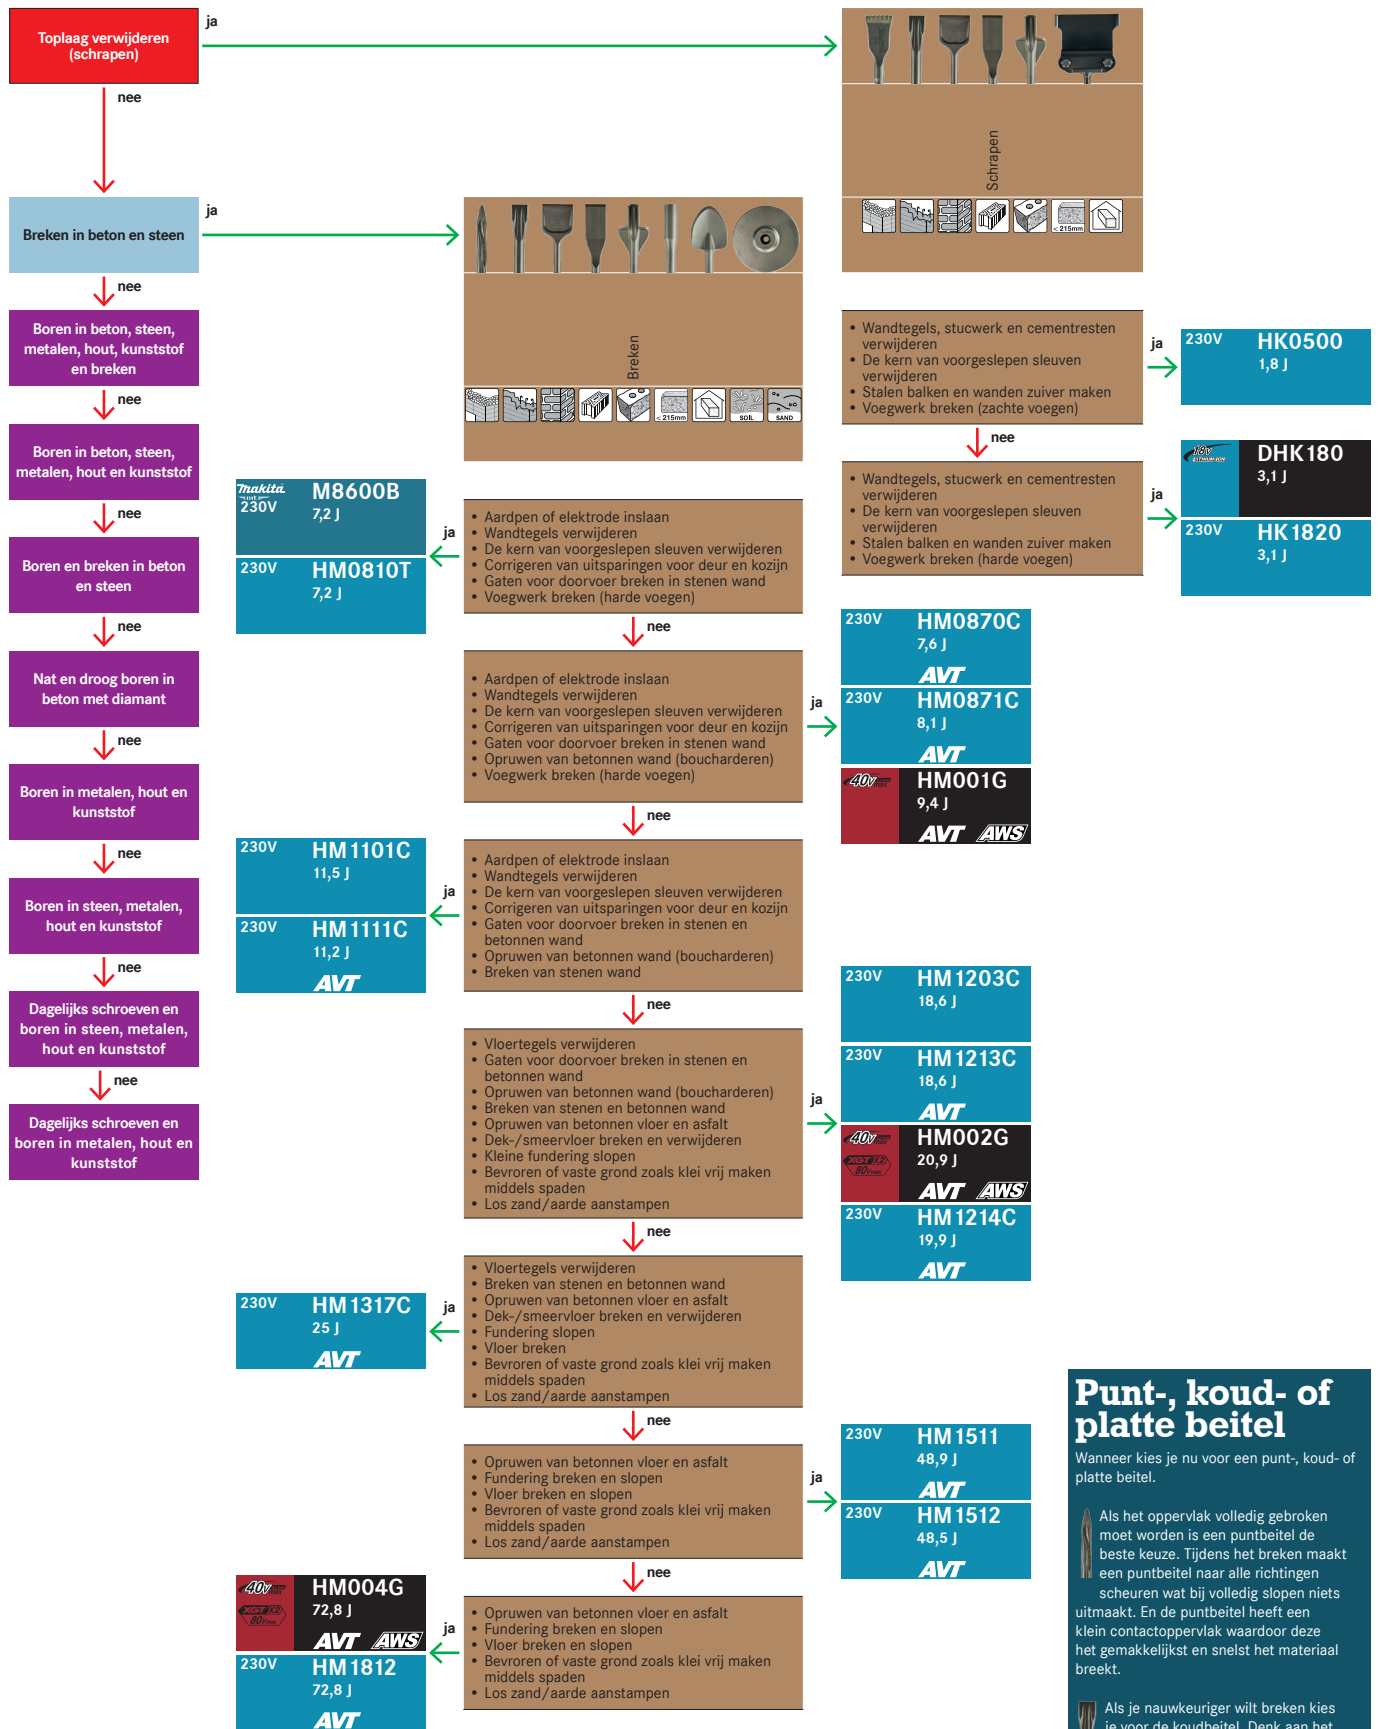 Toplaag verwijderen
(schrapen)
ja
nee
Breken in beton en steen
ja
nee
Boren in beton, steen,
metalen, hout, kunststof
en breken
nee
Boren in beton, steen,
metalen, hout en kunststof
nee
Boren en breken in beton
en steen
nee
Nat en droog boren in
beton met diamant
nee
Boren in metalen, hout en
kunststof
nee
Boren in steen, metalen,
hout en kunststof
nee
Dagelijks schroeven en
boren in steen, metalen,
hout en kunststof
nee
Dagelijks schroeven en
boren in metalen, hout en
kunststof
Schrapen
< 215mm
• Wandtegels, stucwerk en cementresten
verwijderen
• De kern van voorgeslepen sleuven
verwijderen
• Stalen balken en wanden zuiver maken
• Voegwerk breken (zachte voegen)
ja
230V HK0500
1,8 J
nee
• Wandtegels, stucwerk en cementresten
verwijderen
• De kern van voorgeslepen sleuven
verwijderen
• Stalen balken en wanden zuiver maken
• Voegwerk breken (harde voegen)
ja
18V LITHIUM-ION DHK180
3,1 J
230V HK1820
3,1 J
Breken
< 215mm
SOIL
SAND
• Aardpen of elektrode inslaan
• Wandtegels verwijderen
• De kern van voorgeslepen sleuven verwijderen
• Corrigeren van uitsparingen voor deur en kozijn
• Gaten voor doorvoer breken in stenen wand
• Voegwerk breken (harde voegen)
ja
makita mt
230V M8600B
7,2 J
230V HM0810T
7,2 J
nee
• Aardpen of elektrode inslaan
• Wandtegels verwijderen
• De kern van voorgeslepen sleuven verwijderen
• Corrigeren van uitsparingen voor deur en kozijn
• Gaten voor doorvoer breken in stenen wand
• Opruwen van betonnen wand (boucharderen)
• Voegwerk breken (harde voegen)
ja
230V HM0870C
7,6 J
AVT
230V HM0871C
8,1 J
AVT
40V max HM001G
9,4 J
AVT AWS
nee
• Aardpen of elektrode inslaan
• Wandtegels verwijderen
• De kern van voorgeslepen sleuven verwijderen
• Corrigeren van uitsparingen voor deur en kozijn
• Gaten voor doorvoer breken in stenen en
betonnen wand
• Opruwen van betonnen wand (boucharderen)
• Breken van stenen wand
ja
230V HM1101C
11,5 J
230V HM1111C
11,2 J
AVT
nee
• Vloertegels verwijderen
• Gaten voor doorvoer breken in stenen en
betonnen wand
• Opruwen van betonnen wand (boucharderen)
• Breken van stenen en betonnen wand
• Opruwen van betonnen vloer en asfalt
• Dek-/smeervloer breken en verwijderen
• Kleine fundering slopen
• Bevroren of vaste grond zoals klei vrij maken
middels spaden
• Los zand/aarde aanstampen
ja
230V HM1203C
18,6 J
230V HM1213C
18,6 J
AVT
40V max HM002G
XGT X2 80Vmax
20,9 J
AVT AWS
230V HM1214C
19,9 J
AVT
nee
• Vloertegels verwijderen
• Breken van stenen en betonnen wand
• Opruwen van betonnen vloer en asfalt
• Dek-/smeervloer breken en verwijderen
• Fundering slopen
• Vloer breken
• Bevroren of vaste grond zoals klei vrij maken
middels spaden
• Los zand/aarde aanstampen
ja
230V HM1317C
25 J
AVT
nee
• Opruwen van betonnen vloer en asfalt
• Fundering breken en slopen
• Vloer breken en slopen
• Bevroren of vaste grond zoals klei vrij maken
middels spaden
• Los zand/aarde aanstampen
ja
230V HM1511
48,9 J
AVT
230V HM1512
48,5 J
AVT
nee
• Opruwen van betonnen vloer en asfalt
• Fundering breken en slopen
• Vloer breken en slopen
• Bevroren of vaste grond zoals klei vrij maken
middels spaden
• Los zand/aarde aanstampen
ja
40V max HM004G
XGT X2 80Vmax
72,8 J
AVT AWS
230V HM1812
72,8 J
AVT
Punt-, koud- of
platte beitel
Wanneer kies je nu voor een punt-, koud- of
platte beitel.
Als het oppervlak volledig gebroken
moet worden is een puntbeitel de
beste keuze. Tijdens het breken maakt
een puntbeitel naar alle richtingen
scheuren wat bij volledig slopen niets
uitmaakt. En de puntbeitel heeft een
klein contactoppervlak waardoor deze
het gemakkelijkst en snelst het materiaal
breekt.
Als je nauwkeuriger wilt breken kies
je voor de koudbeitel. Denk aan het